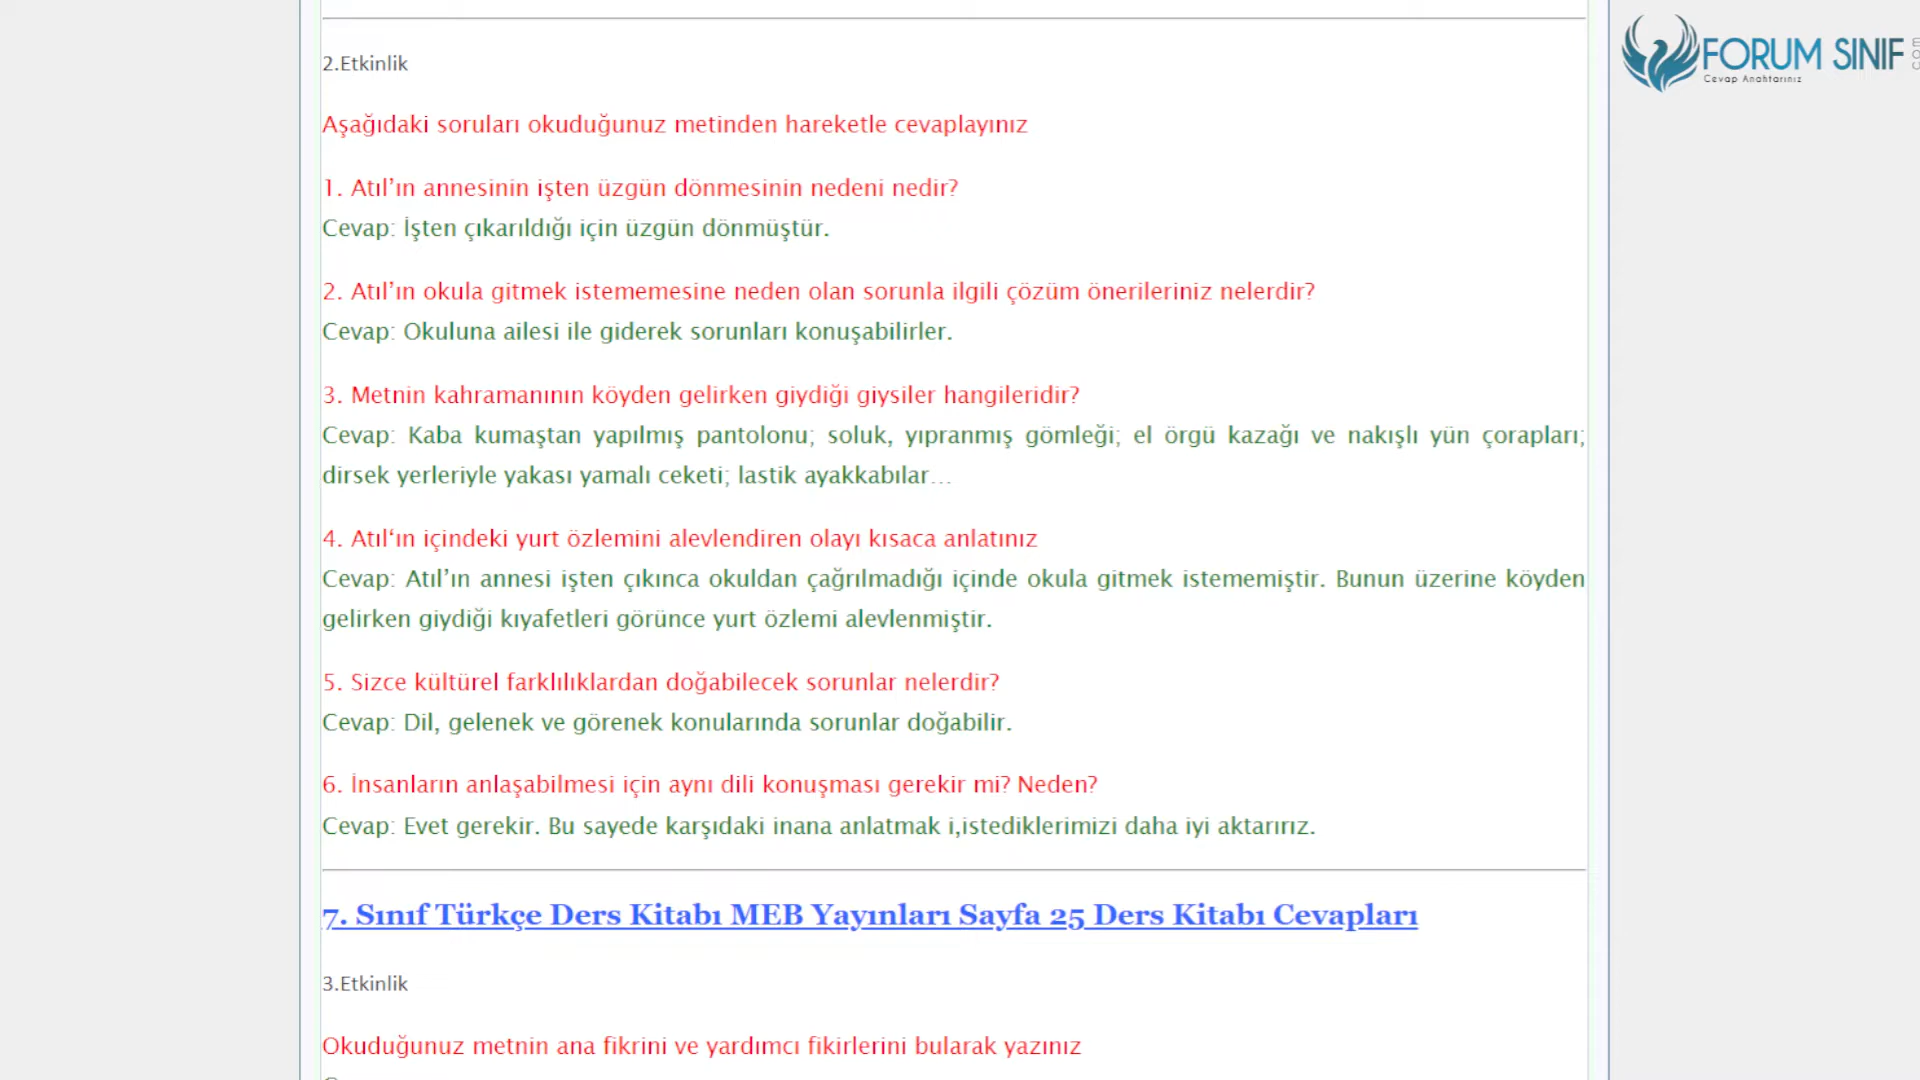 FORUM SINIF
com
Cevap Anahtarınız
2.Etkinlik
Aşağıdaki soruları okuduğunuz metinden hareketle cevaplayınız
1. Atıl’ın annesinin işten üzgün dönmesinin nedeni nedir?
Cevap: İşten çıkarıldığı için üzgün dönmüştür.
2. Atıl’ın okula gitmek istememesine neden olan sorunla ilgili çözüm önerileriniz nelerdir?
Cevap: Okuluna ailesi ile giderek sorunları konuşabilirler.
3. Metnin kahramanının köyden gelirken giydiği giysiler hangileridir?
Cevap: Kaba kumaştan yapılmış pantolonu; soluk, yıpranmış gömleği; el örgü kazağı ve nakışlı yün çorapları;
dirsek yerleriyle yakası yamalı ceketi; lastik ayakkabılar…
4. Atıl‘ın içindeki yurt özlemini alevlendiren olayı kısaca anlatınız
Cevap: Atıl’ın annesi işten çıkınca okuldan çağrılmadığı içinde okula gitmek istememiştir. Bunun üzerine köyden
gelirken giydiği kıyafetleri görünce yurt özlemi alevlenmiştir.
5. Sizce kültürel farklılıklardan doğabilecek sorunlar nelerdir?
Cevap: Dil, gelenek ve görenek konularında sorunlar doğabilir.
6. İnsanların anlaşabilmesi için aynı dili konuşması gerekir mi? Neden?
Cevap: Evet gerekir. Bu sayede karşıdaki inana anlatmak i,istediklerimizi daha iyi aktarırız.
7. Sınıf Türkçe Ders Kitabı MEB Yayınları Sayfa 25 Ders Kitabı Cevapları
3.Etkinlik
Okuduğunuz metnin ana fikrini ve yardımcı fikirlerini bularak yazınız